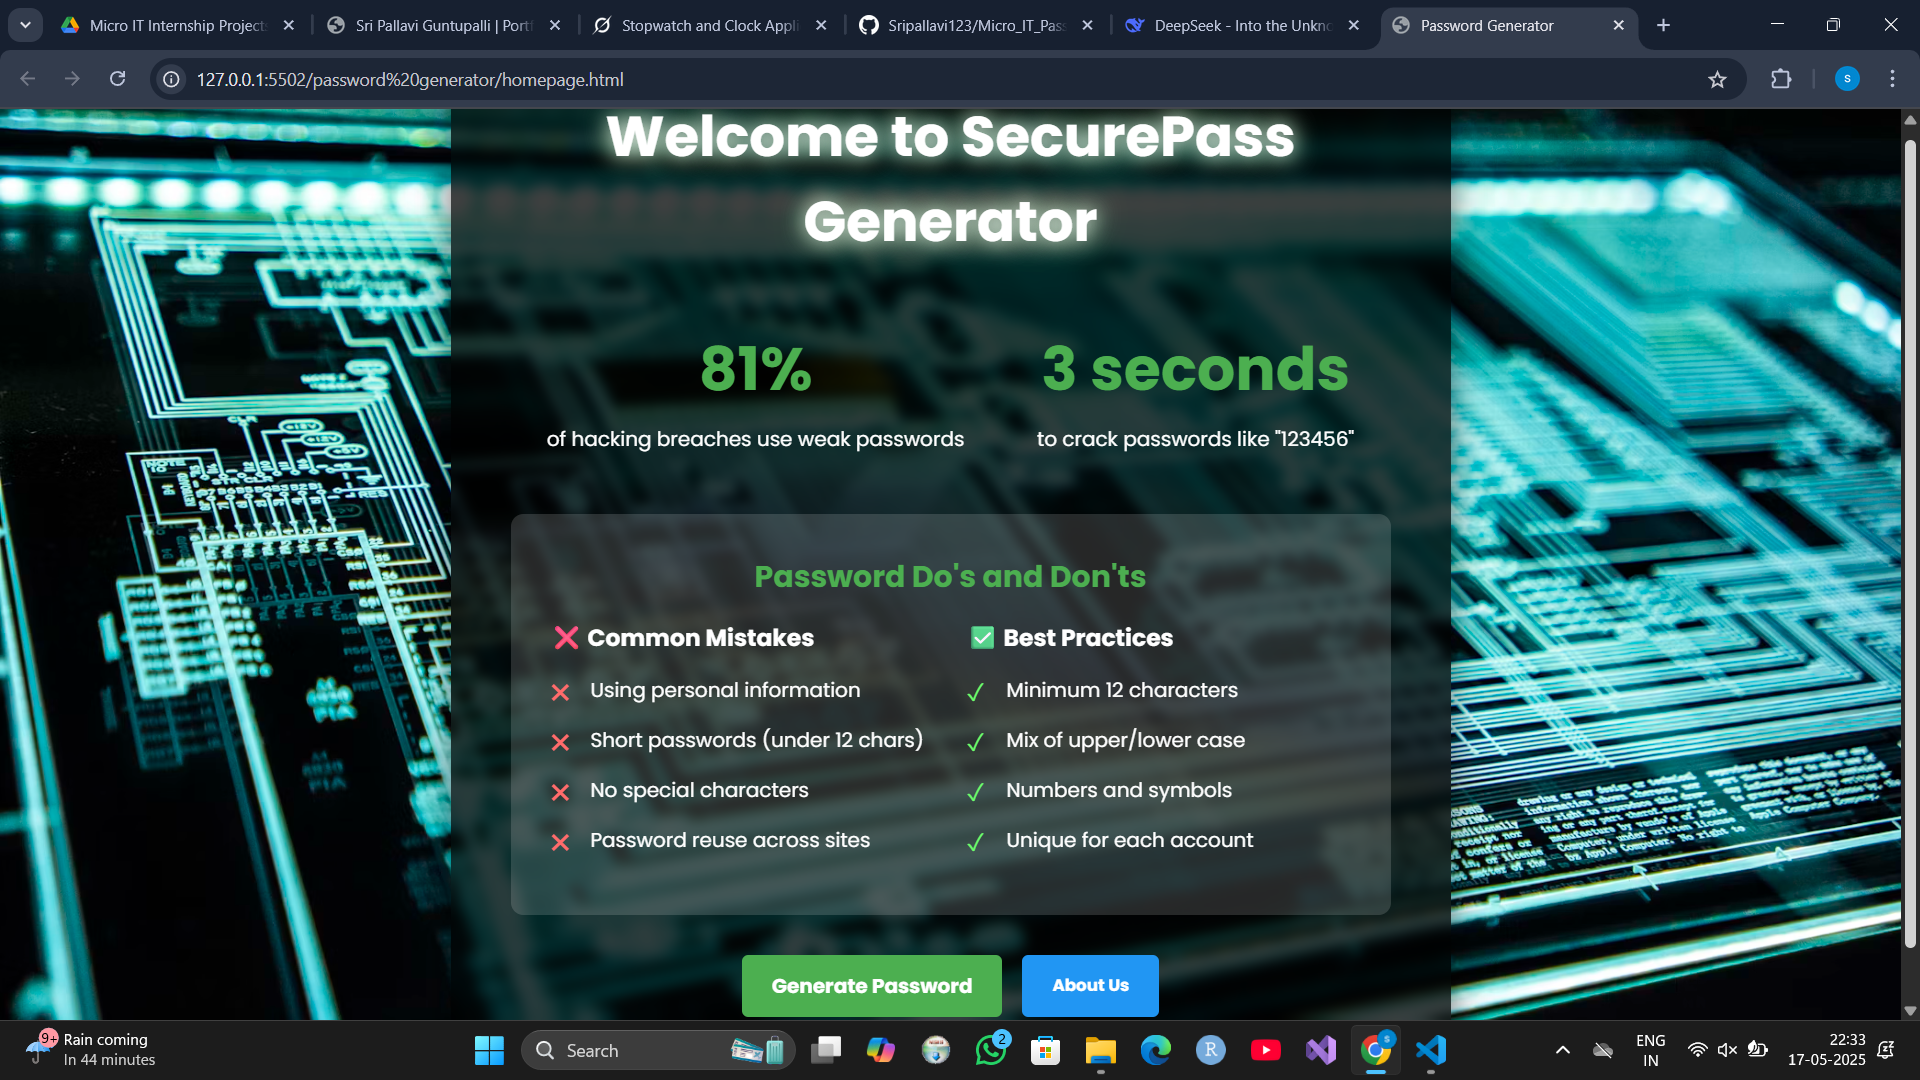 Micro IT Internship Projects
Sri Pallavi Guntupalli | Port
Stopwatch and Clock Appli
Sripallavi123/Micro_IT_Pas
DeepSeek - Into the Unkno
Password Generator
127.0.0.1:5502/password%20generator/homepage.html
s
Welcome to SecurePass
Generator
81%
3 seconds
of hacking breaches use weak passwords
to crack passwords like "123456"
Password Do's and Don'ts
❌ Common Mistakes
✅ Best Practices
✕ Using personal information
✓ Minimum 12 characters
✕ Short passwords (under 12 chars)
✓ Mix of upper/lower case
✕ No special characters
✓ Numbers and symbols
✕ Password reuse across sites
✓ Unique for each account
Generate Password
About Us
9+
Rain coming
In 44 minutes
Search
2
R
S
ENG
IN
22:33
17-05-2025